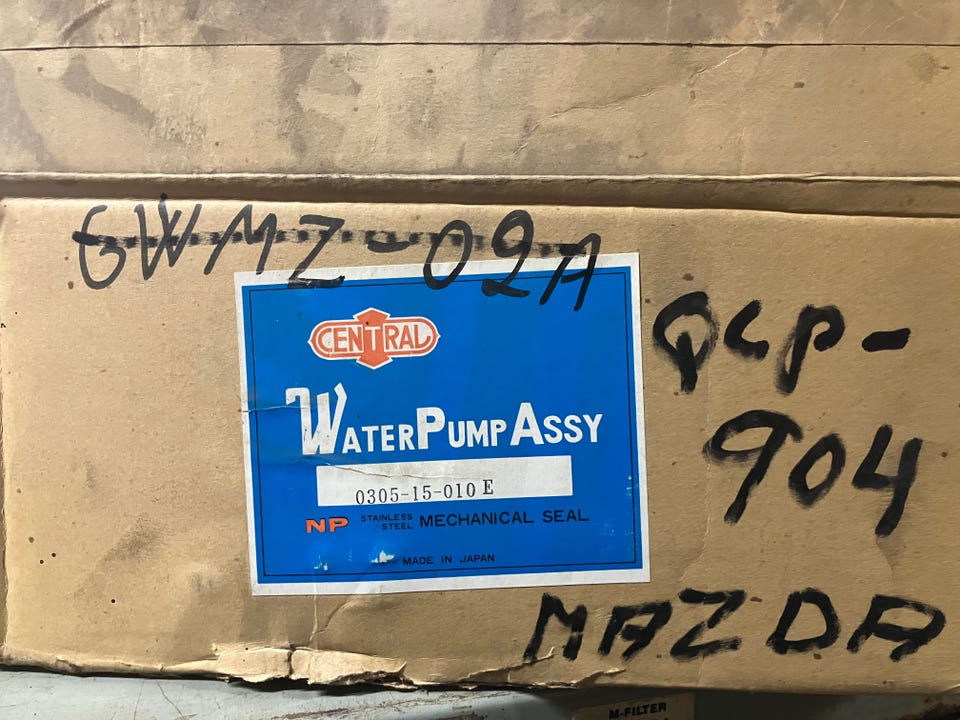 GWMZ-02A
CENTRAL
WATER PUMP ASSY
0305-15-010 E
NP STAINLESS STEEL MECHANICAL SEAL
MADE IN JAPAN
QCP-
904
MAZDA
M-FILTER